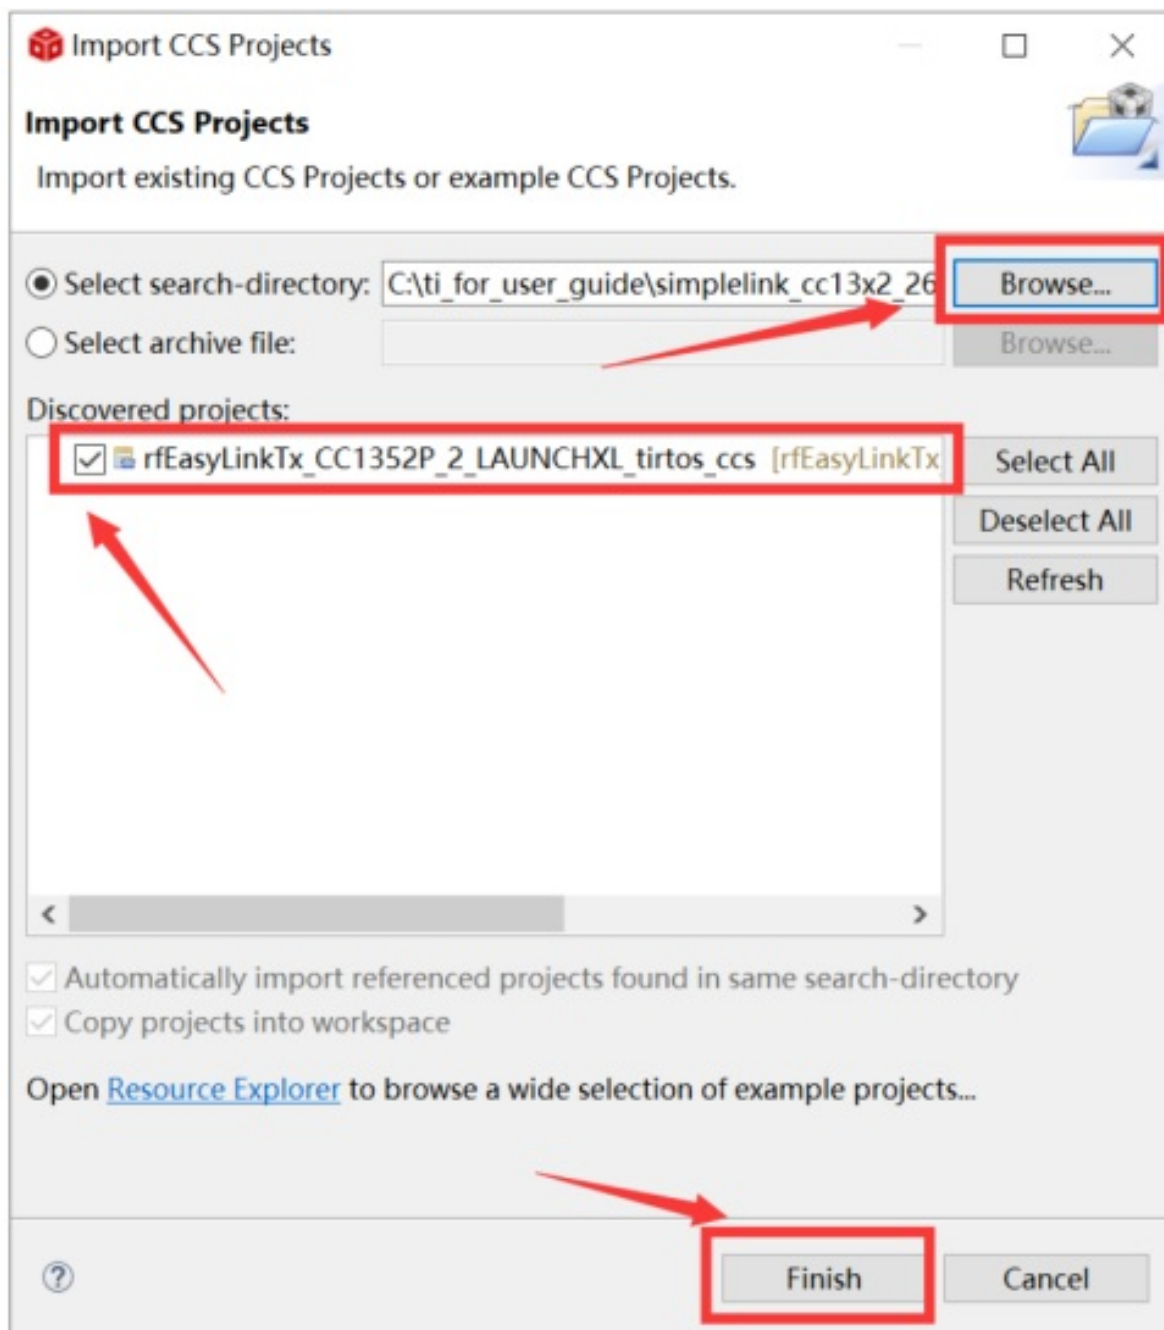 Import CCS Projects
Import CCS Projects
Import existing CCS Projects or example CCS Projects.
Select search-directory: C:\ti_for_user_guide\simplelink_cc13x2_26 Browse...
Select archive file: Browse...
Discovered projects:
rfEasyLinkTx_CC1352P_2_LAUNCHXL_tirtos_ccs [rfEasyLinkTx Select All
Deselect All
Refresh
Automatically import referenced projects found in same search-directory
Copy projects into workspace
Open Resource Explorer to browse a wide selection of example projects...
? Finish Cancel